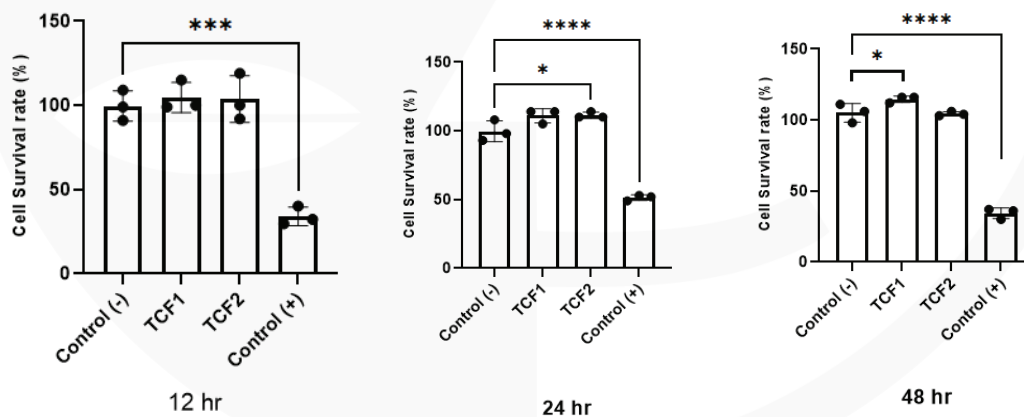 ***
150
100
50
0
Cell Survival rate (%)
Control (-)
TCF1
TCF2
Control (+)
12 hr
****
*
150
100
50
0
Cell Survival rate (%)
Control (-)
TCF1
TCF2
Control (+)
24 hr
****
*
150
100
50
0
Cell Survival rate (%)
Control (-)
TCF1
TCF2
Control (+)
48 hr